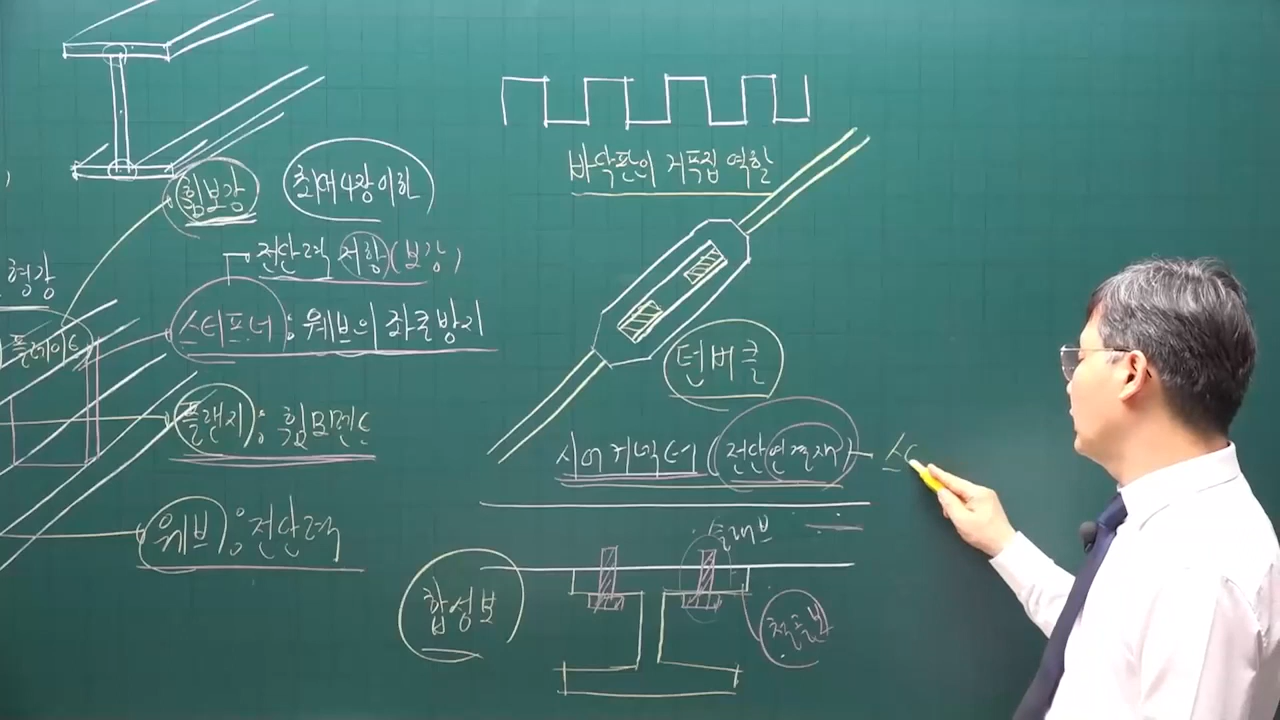 휨보강
최대 4장 이하
전단력 저항(보강)
형강
스티프너 : 웨브의 좌굴방지
플레이트
플랜지 : 휨모멘트
웨브 : 전단력
바닥판의 거푸집 역할
턴버클
시어커넥터 (전단연결재) - 스
슬래브
합성보
철골보